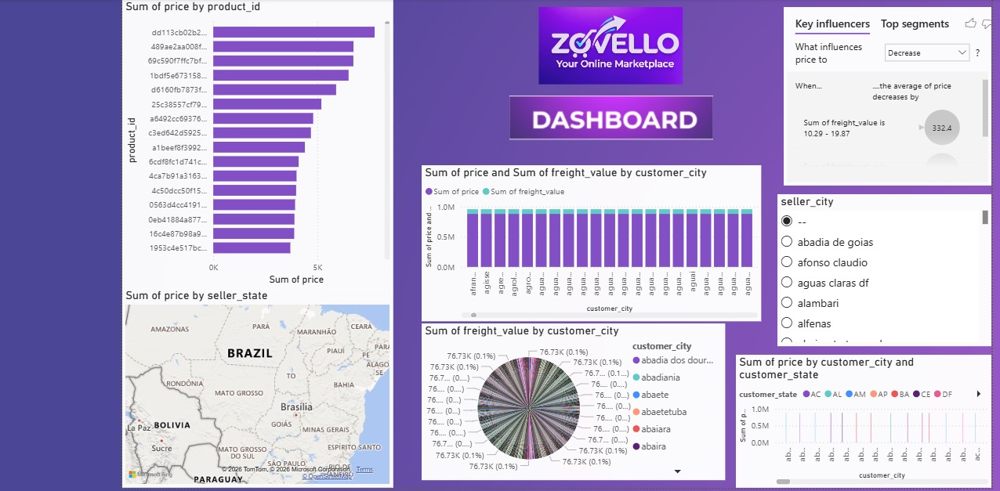 Sum of price by product_id
product_id
dd113cb02b2...
489ae2aa008f...
69c590f7ffc7bf...
1bdf5e673158...
d6160fb7873f...
25c38557cf79...
a6492cc69376...
c3ed642d5925...
a1beef8f3992...
6cdf8fc1d741c...
4ca7b91a3163...
4c50dcc50f15...
0563d4cc4191...
0eb41884a877...
16c4e87b98a9...
1953c4e517bc...
0K 5K
Sum of price
Sum of price by seller_state
AMAZONAS
PARÁ
MARANHÃO
CEARÁ
BRAZIL
PIAUÍ
PARA
PE
ALAGO
SE
RONDÔNIA
TO
MATO GROSSO
BAHIA
Brasília
GOIÁS
La Paz
BOLIVIA
MINAS GERAIS
Sucre
MATO GROSSO
DO SUL
ESPÍRITO SANTO
SÃO PAULO
RIO DE
JANEIRO
PARAGUAY
Microsoft Bing
© 2026 TomTom, © 2026 Microsoft Corporation, Terms
© OpenStreetMap
ZOVELLO
Your Online Marketplace
DASHBOARD
Sum of price and Sum of freight_value by customer_city
Sum of price Sum of freight_value
Sum of price and ...
1.0M
0.5M
0.0M
afran...
agisse
agre...
agrol...
agro...
agua...
agua...
agua...
agua...
agua...
agua...
agua...
agua...
agua...
agua...
agua...
aguai
agua...
agua...
agua...
agua...
customer_city
Sum of freight_value by customer_city
76.73K (0.1%) 76.73K (0.1%)
76.73K (0.1%) 76.73K (0.1%)
76.7... (0....) 76.7... (0.1...)
76.... (0...) 76.... (0....)
76.... (0...) 76.... (0...)
76.... (0...) 76.... (0...)
76.... (0...) 76.... (0...)
76.... (0...) 76.... (0....)
76.7... (0....) 76.7... (0....)
76.73K (0.1%) 76.73K (0.1%)
76.73K (0.1%) 76.73K (0.1%)
customer_city
abadia dos dour...
abadiania
abaete
abaetetuba
abaiara
abaira
Key influencers Top segments
What influences
price to
Decrease
?
When...
....the average of price
decreases by
Sum of freight_value is
10.29 - 19.87
332.4
seller_city
--
abadia de goias
afonso claudio
aguas claras df
alambari
alfenas
Sum of price by customer_city and
customer_state
customer_state AC AL AM AP BA CE DF
Sum of p...
1.0M
0.5M
0.0M
ab...
ab...
ab...
ab...
ab...
ab...
ab...
ab...
ab...
ab...
ab...
ab...
ab...
ac...
customer_city